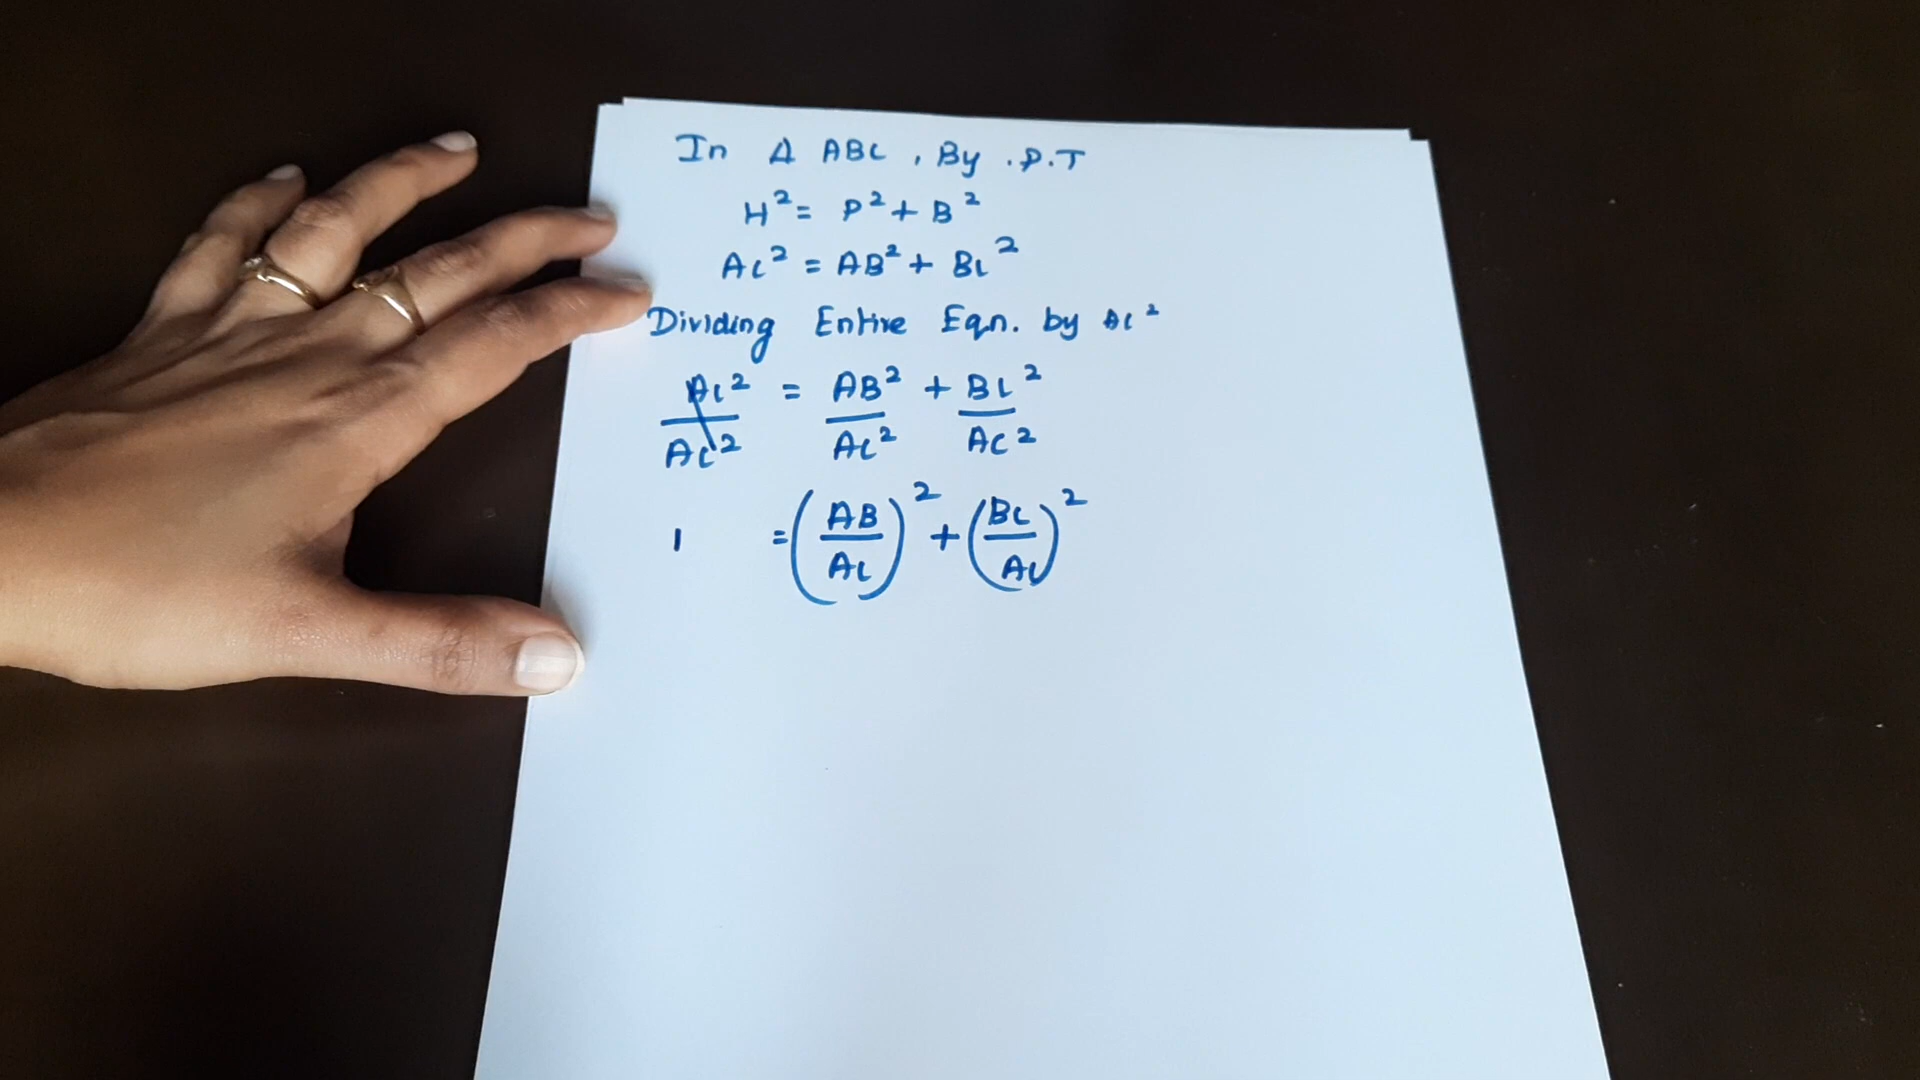 In Δ ABC , By . P.T
H² = P² + B²
AC² = AB² + BC²
Dividing Entire Eqn. by AC²
AC²/AC² = AB²/AC² + BC²/AC²
1 = (AB/AC)² + (BC/AC)²